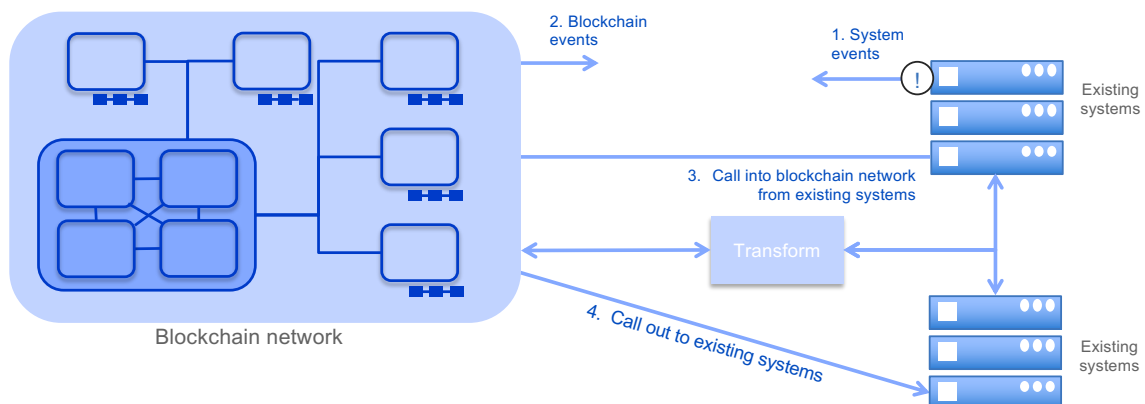 2. Blockchain
events
1. System
events
!
Existing
systems
3. Call into blockchain network
from existing systems
Transform
4. Call out to existing systems
Blockchain network
Existing
systems